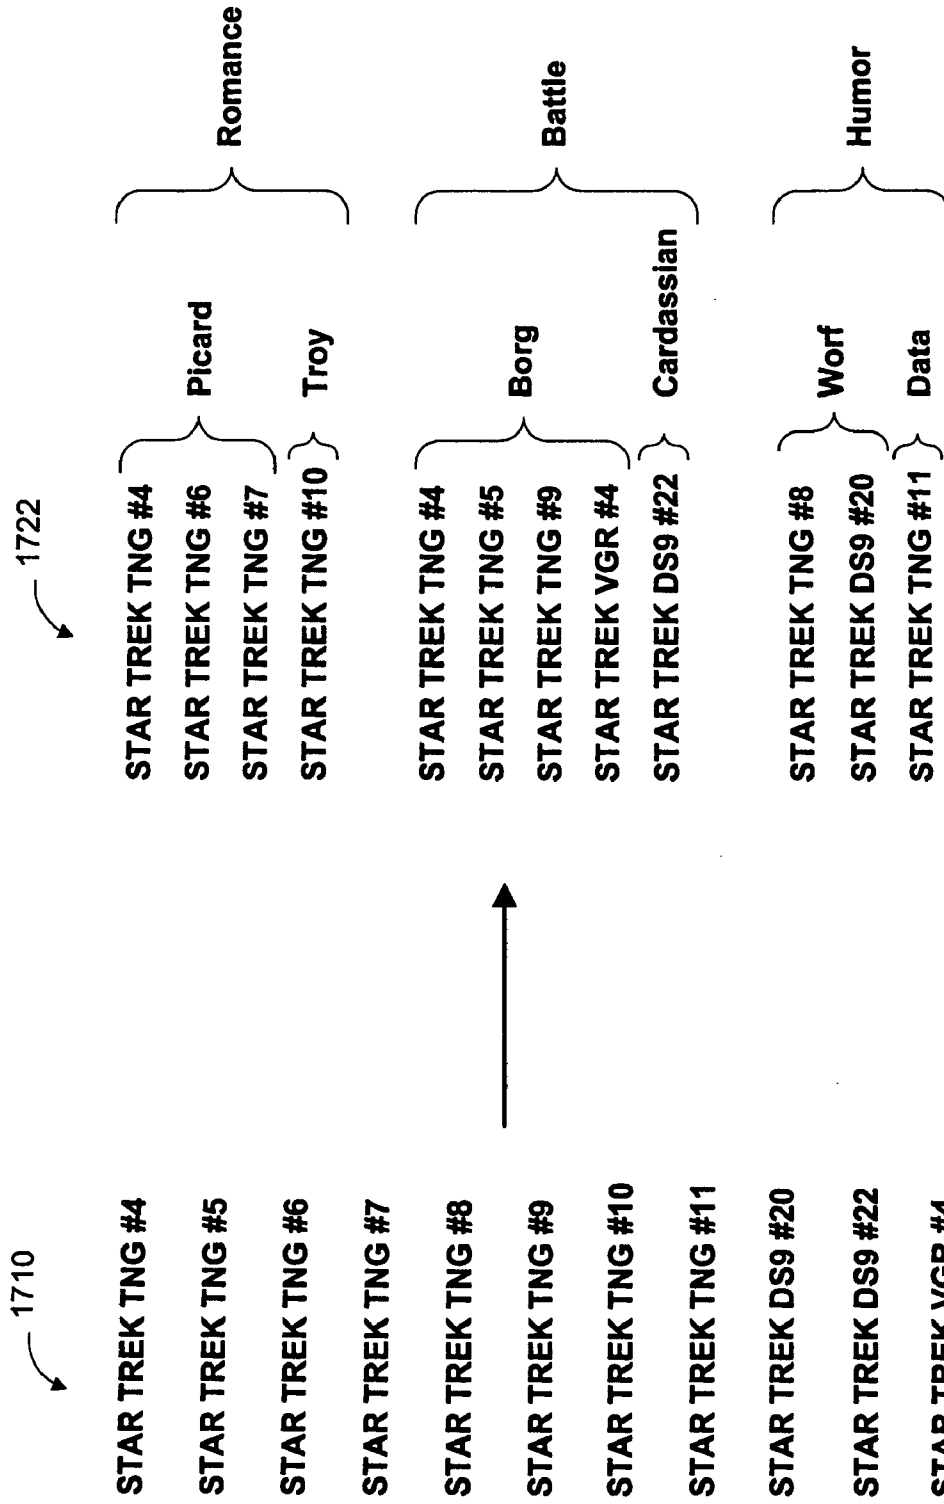 1710
STAR TREK TNG #4
STAR TREK TNG #5
STAR TREK TNG #6
STAR TREK TNG #7
STAR TREK TNG #8
STAR TREK TNG #9
STAR TREK TNG #10
STAR TREK TNG #11
STAR TREK DS9 #20
STAR TREK DS9 #22
STAR TREK VGR #4
1722
STAR TREK TNG #4
STAR TREK TNG #6
STAR TREK TNG #7
STAR TREK TNG #10
Picard
Troy
Romance
STAR TREK TNG #4
STAR TREK TNG #5
STAR TREK TNG #9
STAR TREK VGR #4
STAR TREK DS9 #22
Borg
Cardassian
Battle
STAR TREK TNG #8
STAR TREK DS9 #20
STAR TREK TNG #11
Worf
Data
Humor